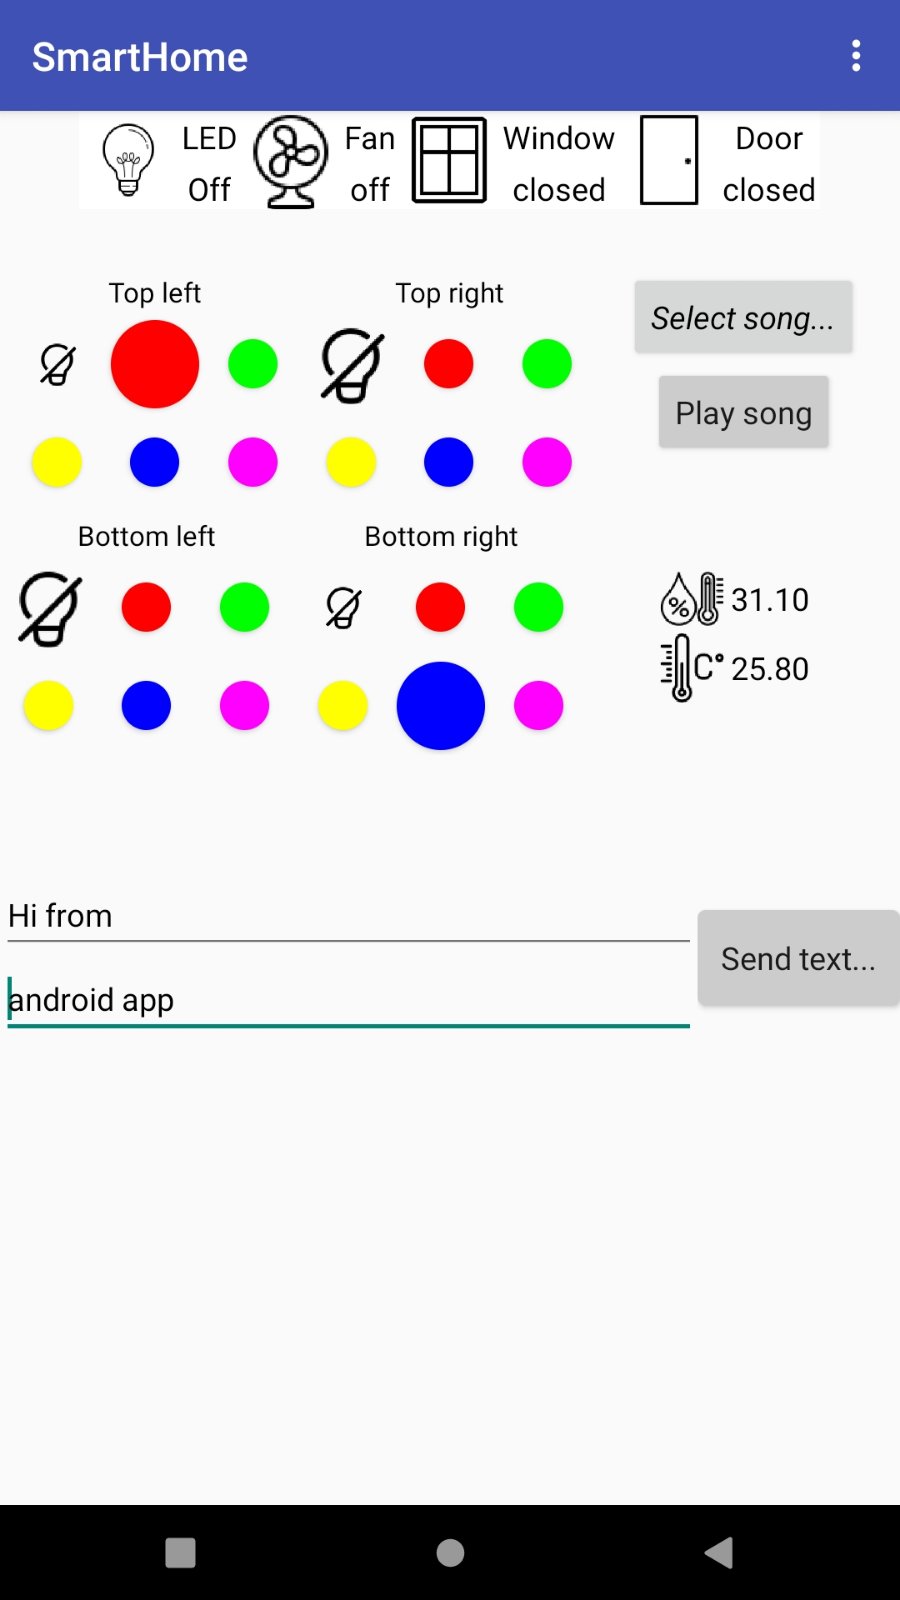 SmartHome
LED
Off
Fan
off
Window
closed
Door
closed
Top left
Top right
Select song...
Play song
Bottom left
Bottom right
% 31.10
C° 25.80
Hi from
android app
Send text...